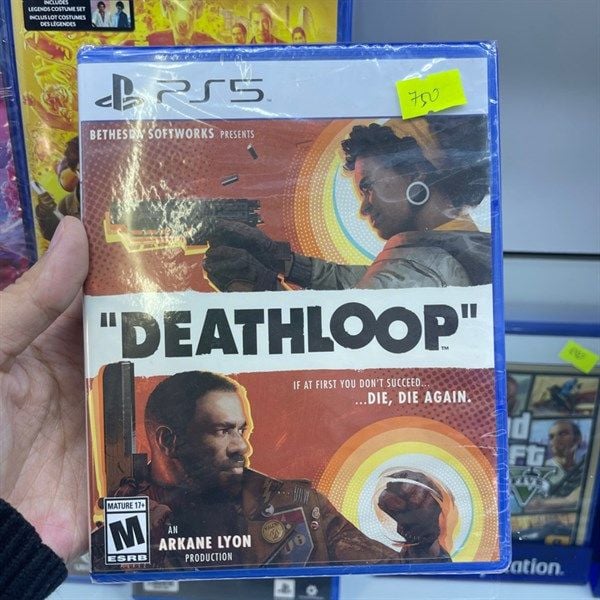 INCLUDES
LEGENDS COSTUME SET
INCLUS LOT COSTUMES
DES LÉGENDES
PS5
750
BETHESDA SOFTWORKS PRESENTS
"DEATHLOOP"
IF AT FIRST YOU DON'T SUCCEED...
...DIE, DIE AGAIN.
MATURE 17+
M
ESRB
AN
ARKANE LYON
PRODUCTION
V